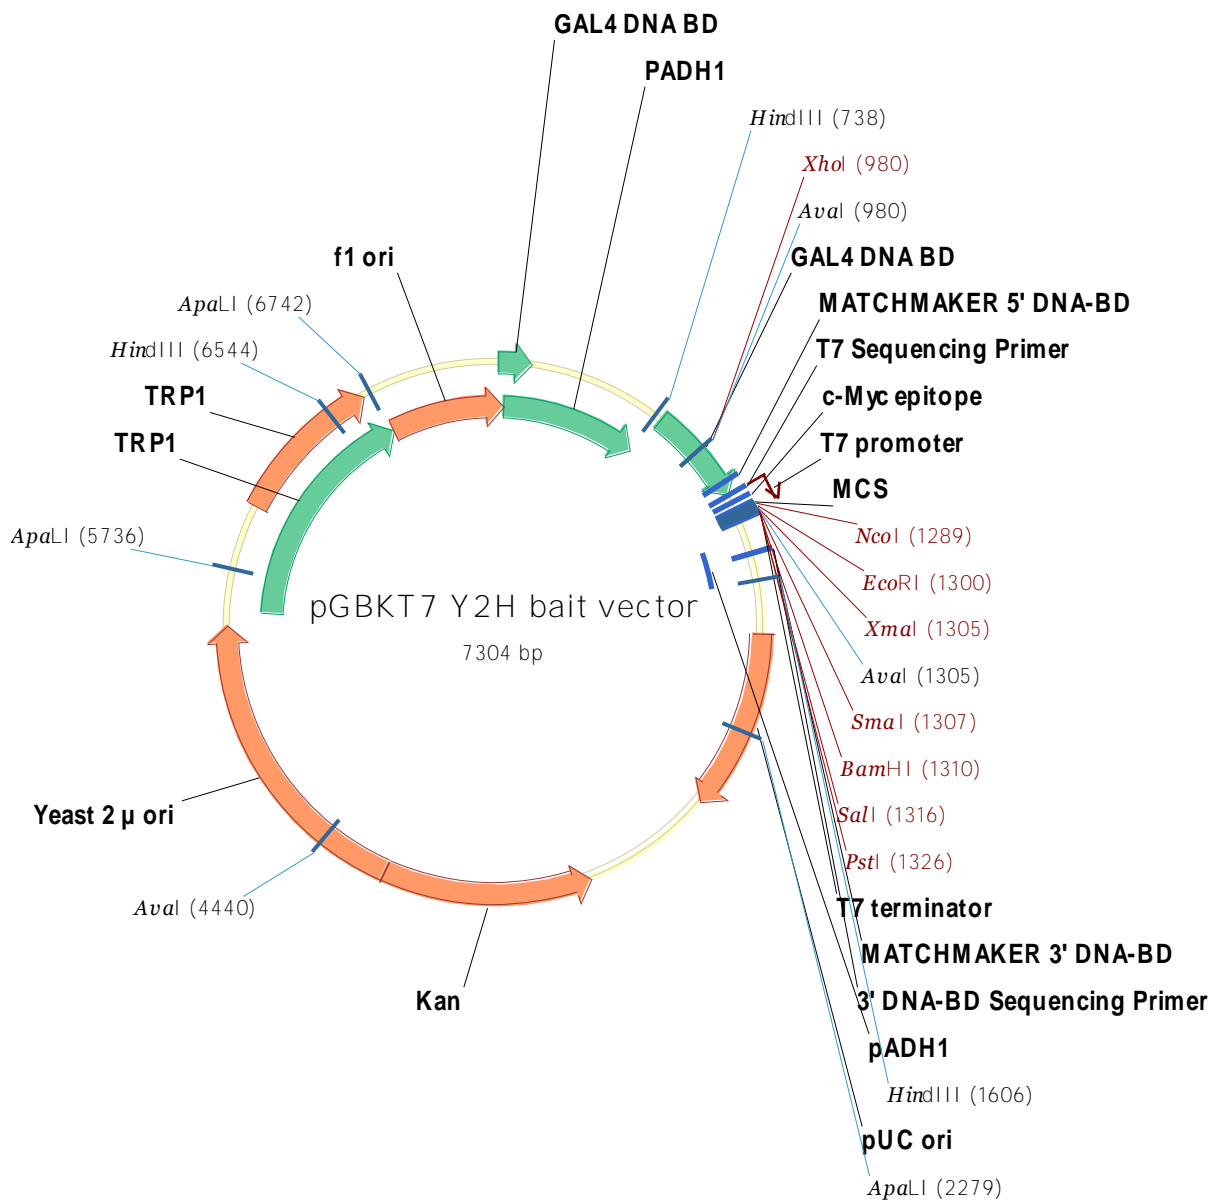 GAL4 DNA BD
PADH1
HindIII (738)
XhoI (980)
AvaI (980)
f1 ori
GAL4 DNA BD
ApaLI (6742)
MATCHMAKER 5' DNA-BD
HindIII (6544)
T7 Sequencing Primer
TRP1
c-Myc epitope
TRP1
T7 promoter
MCS
ApaLI (5736)
NcoI (1289)
EcoRI (1300)
pGBKT7 Y2H bait vector
XmaI (1305)
7304 bp
AvaI (1305)
SmaI (1307)
BamHI (1310)
Yeast 2 µ ori
SalI (1316)
PstI (1326)
AvaI (4440)
T7 terminator
MATCHMAKER 3' DNA-BD
Kan
3' DNA-BD Sequencing Primer
pADH1
HindIII (1606)
pUC ori
ApaLI (2279)